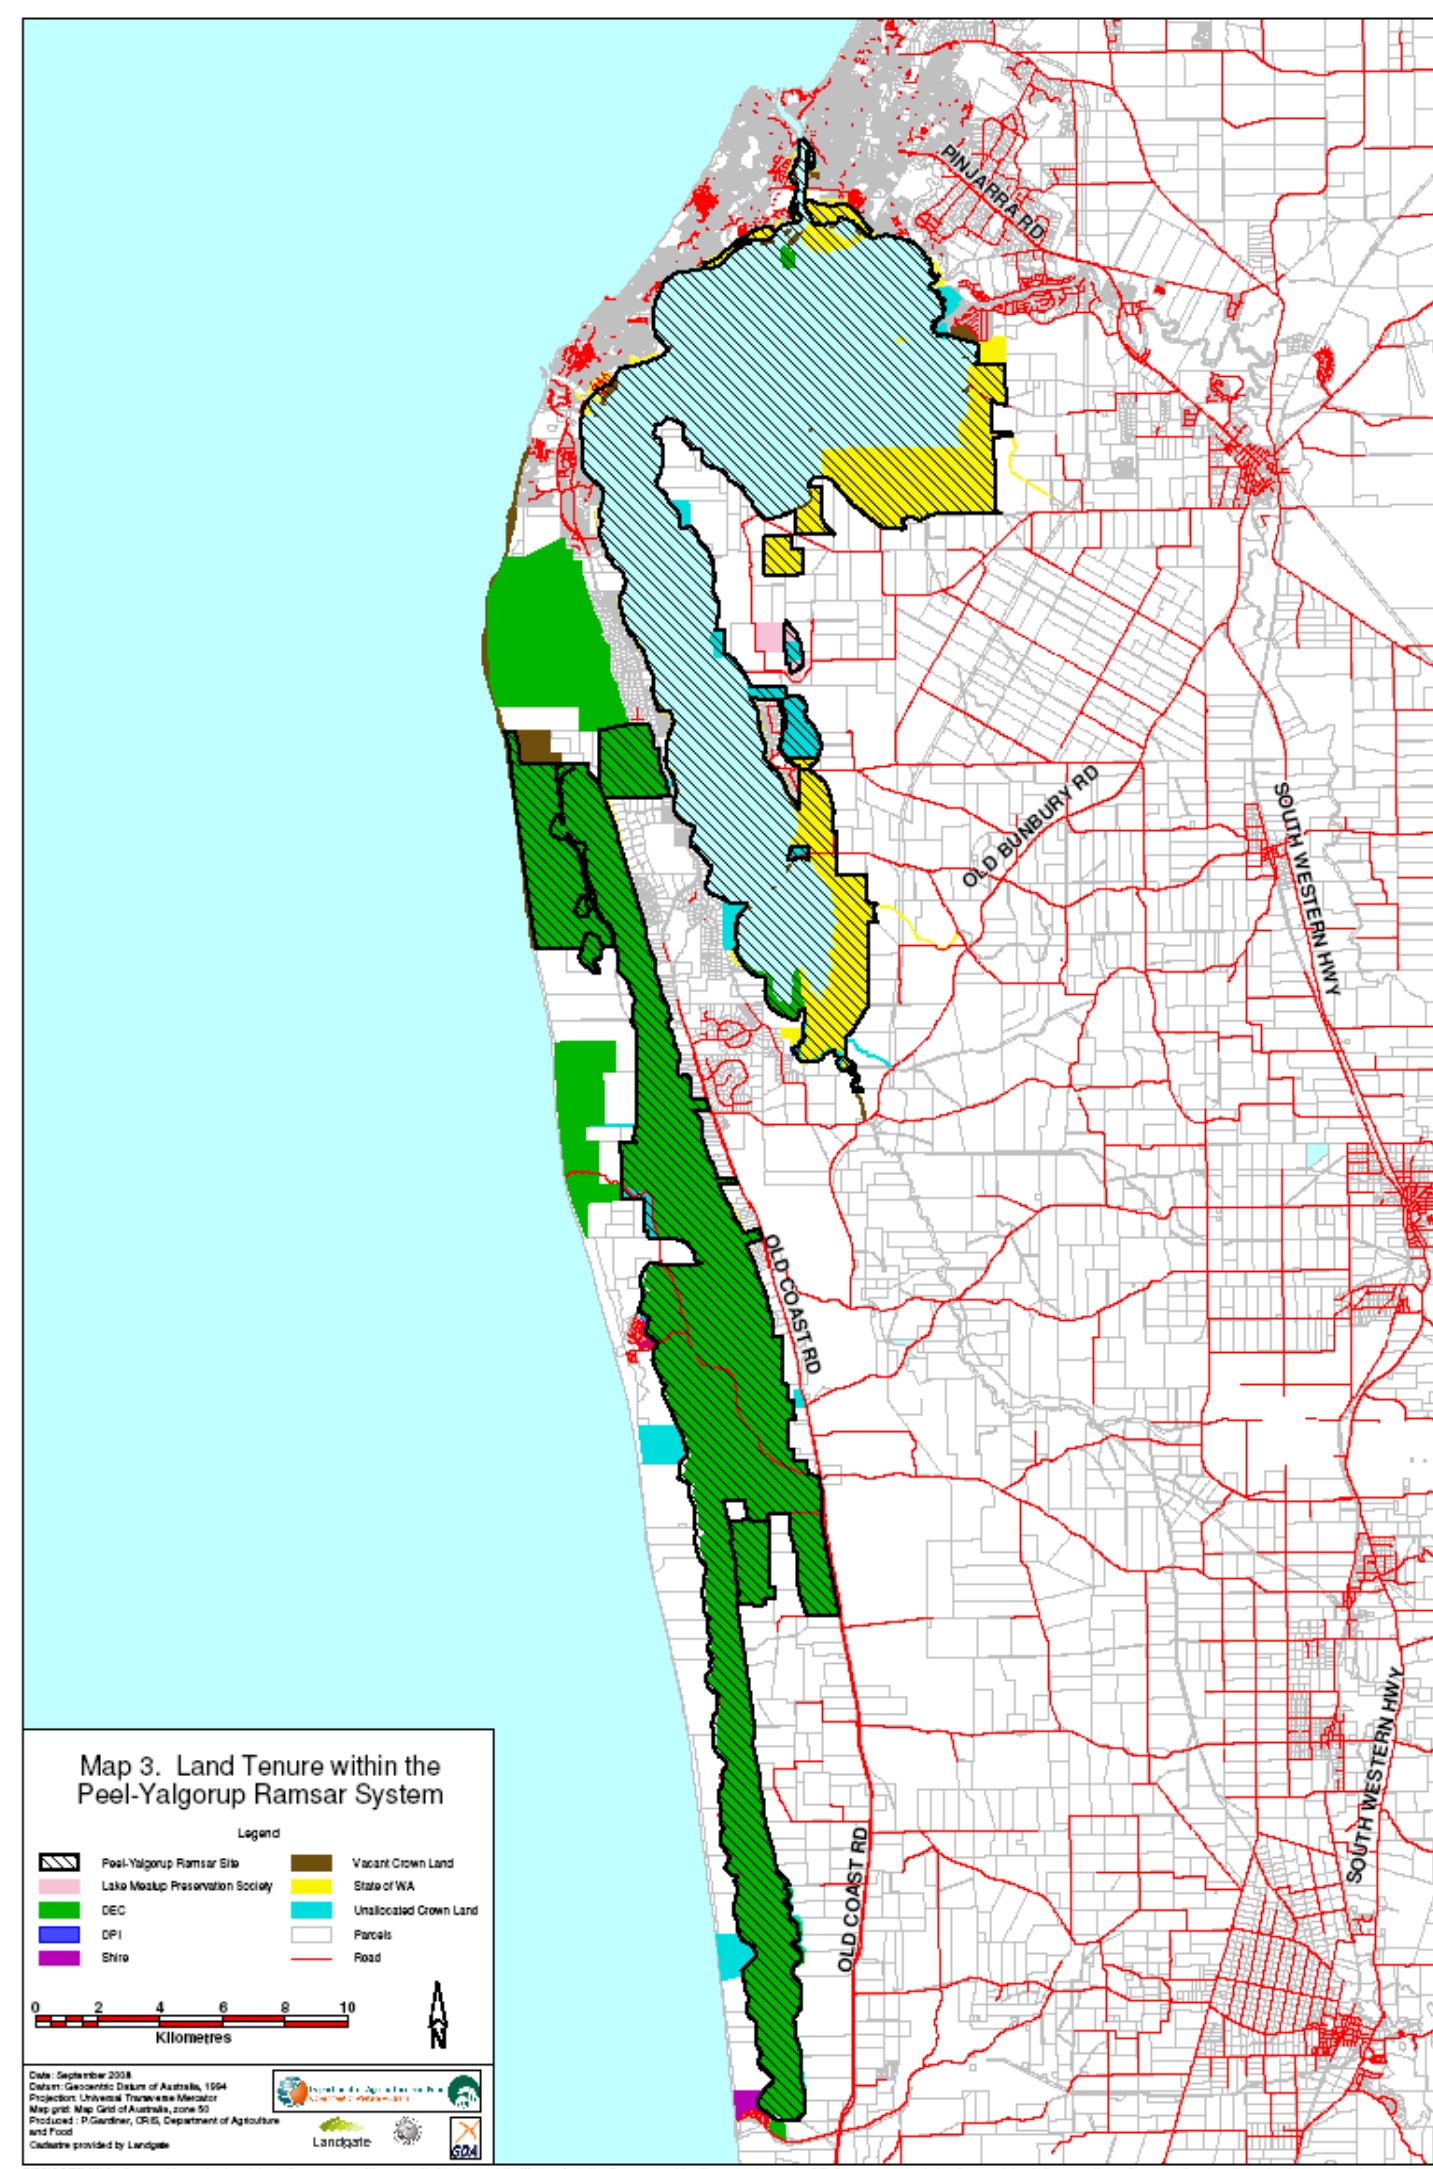 PINJARRA RD
OLD BUNBURY RD
SOUTH WESTERN HWY
OLD COAST RD
SOUTH WESTERN HWY
OLD COAST RD
Map 3. Land Tenure within the
Peel-Yalgorup Ramsar System
Legend
Peel-Yalgorup Ramsar Site
Vacant Crown Land
Lake Mealup Preservation Society
State of WA
DEC
Unallocated Crown Land
DPI
Parcels
Shire
Road
0 2 4 6 8 10
Kilometres
N
Date: September 2008
Datum: Geocentric Datum of Australia, 1994
Projection: Universal Transverse Mercator
Map grid: Map Grid of Australia, zone 50
Produced : P.Gardiner, CRIS, Department of Agriculture
and Food
Cadastre provided by Landgate
Landgate
GDA